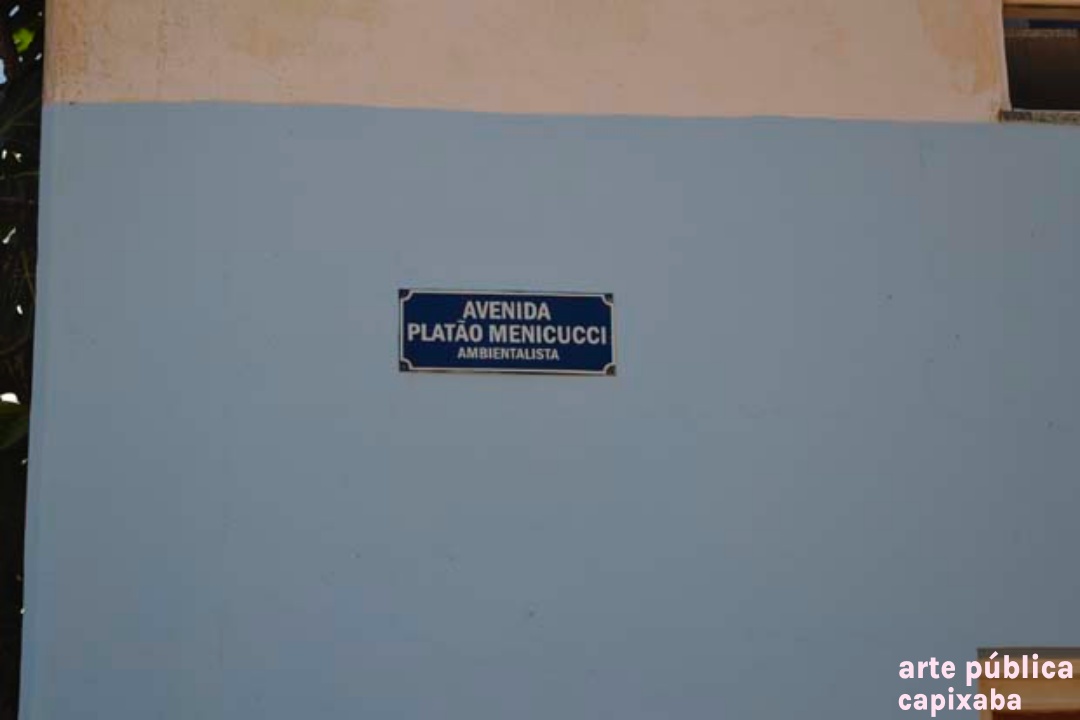 AVENIDA
PLATÃO MENICUCCI
AMBIENTALISTA
arte pública
capixaba